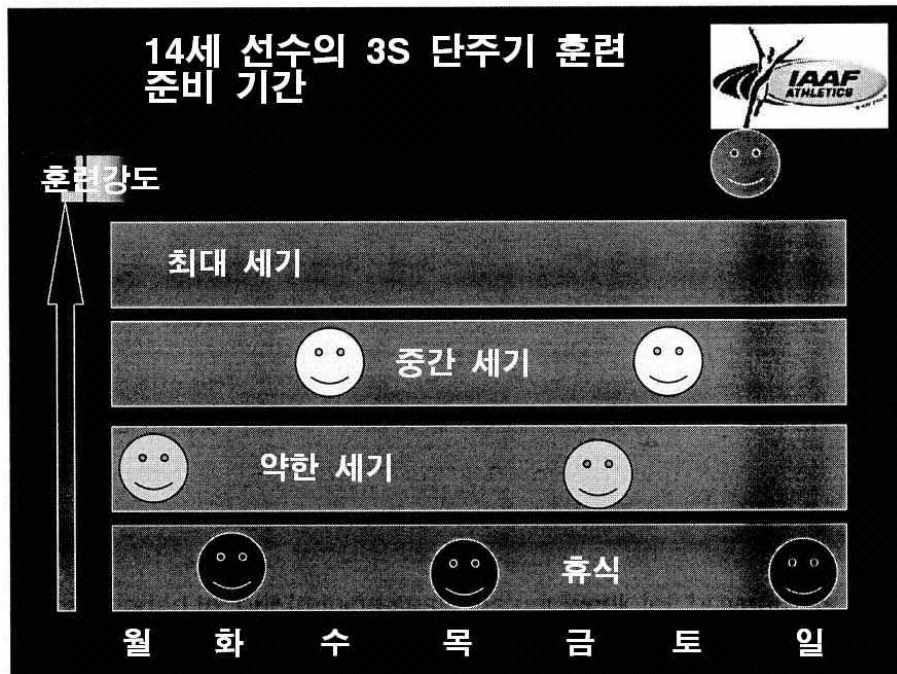 14세 선수의 3S 단주기 훈련
준비 기간
IAAF
ATHLETICS
훈련강도
최대 세기
중간 세기
약한 세기
휴식
월 화 수 목 금 토 일